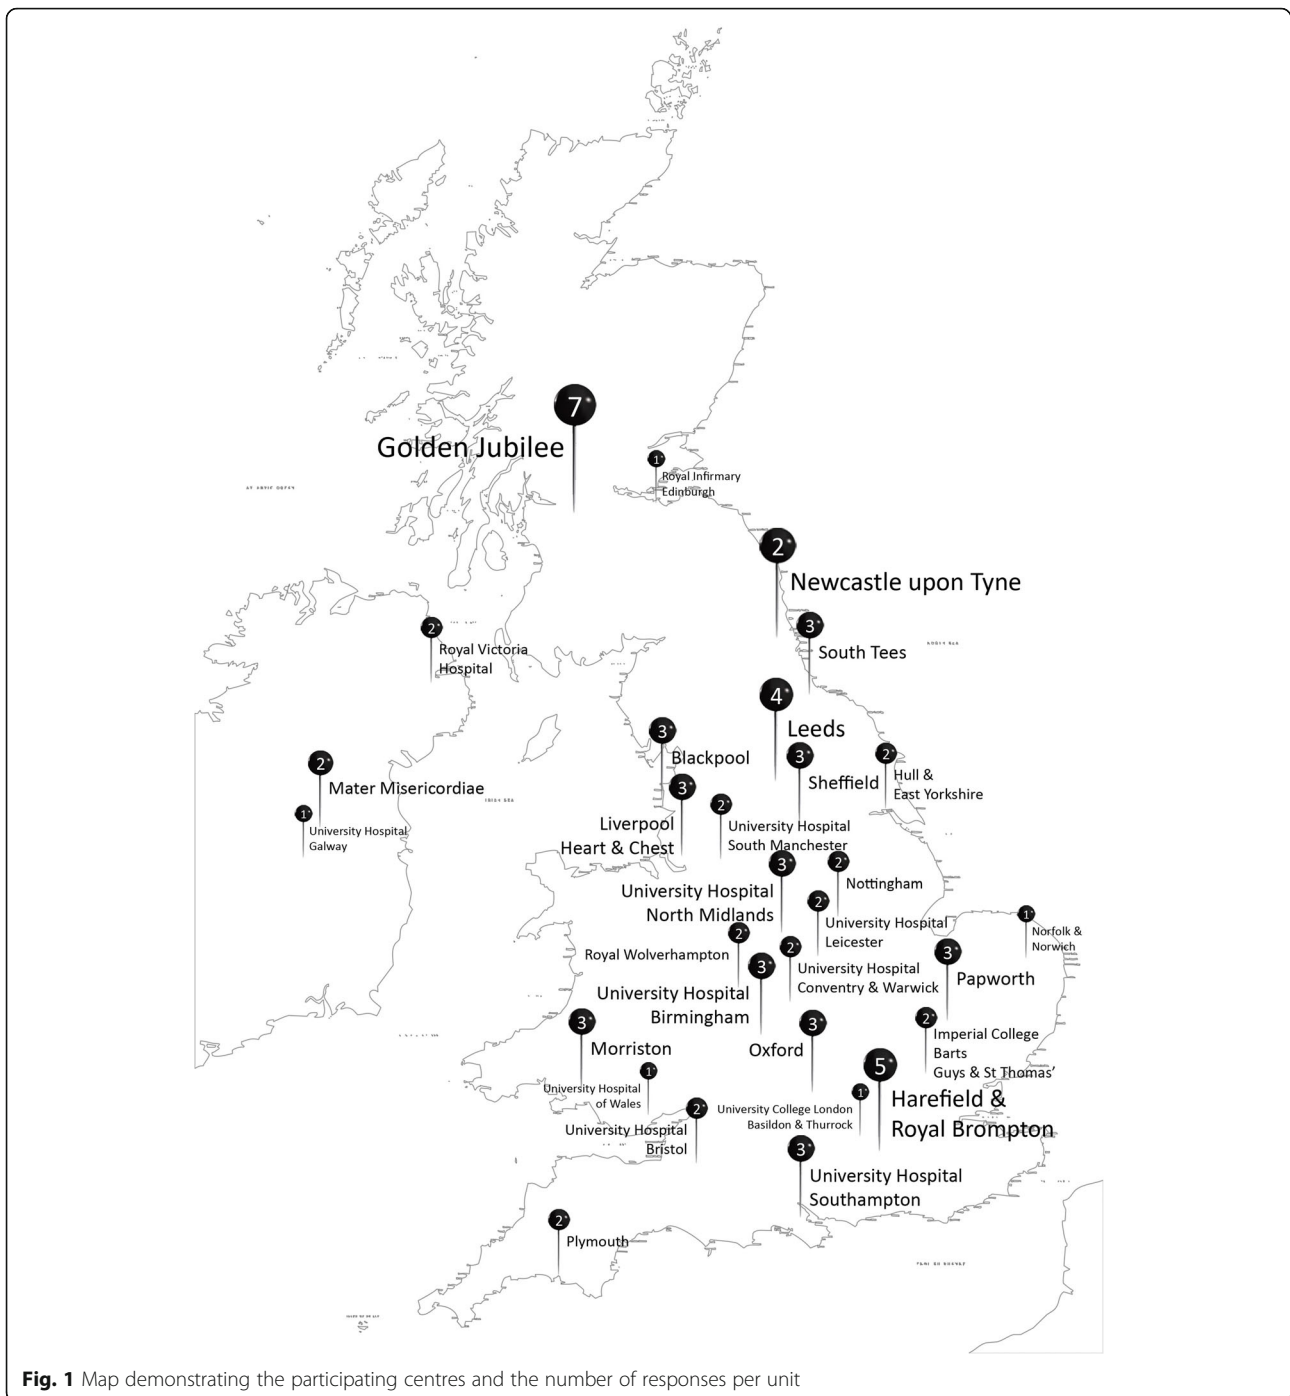 7
Golden Jubilee
1
Royal Infirmary
Edinburgh
2
Newcastle upon Tyne
3
South Tees
2
Royal Victoria
Hospital
4
Leeds
3
Blackpool
3
Sheffield
2
Hull &
East Yorkshire
2
Mater Misericordiae
1
University Hospital
Galway
3
Liverpool
Heart & Chest
2
University Hospital
South Manchester
3
University Hospital
North Midlands
2
Nottingham
2
University Hospital
Leicester
1
Norfolk &
Norwich
2
Royal Wolverhampton
2
University Hospital
Coventry & Warwick
3
Papworth
3
University Hospital
Birmingham
3
Morriston
3
Oxford
2
Imperial College
Barts
Guys & St Thomas’
1
University Hospital
of Wales
5
Harefield &
Royal Brompton
1
University College London
Basildon & Thurrock
2
University Hospital
Bristol
3
University Hospital
Southampton
2
Plymouth
Fig. 1 Map demonstrating the participating centres and the number of responses per unit